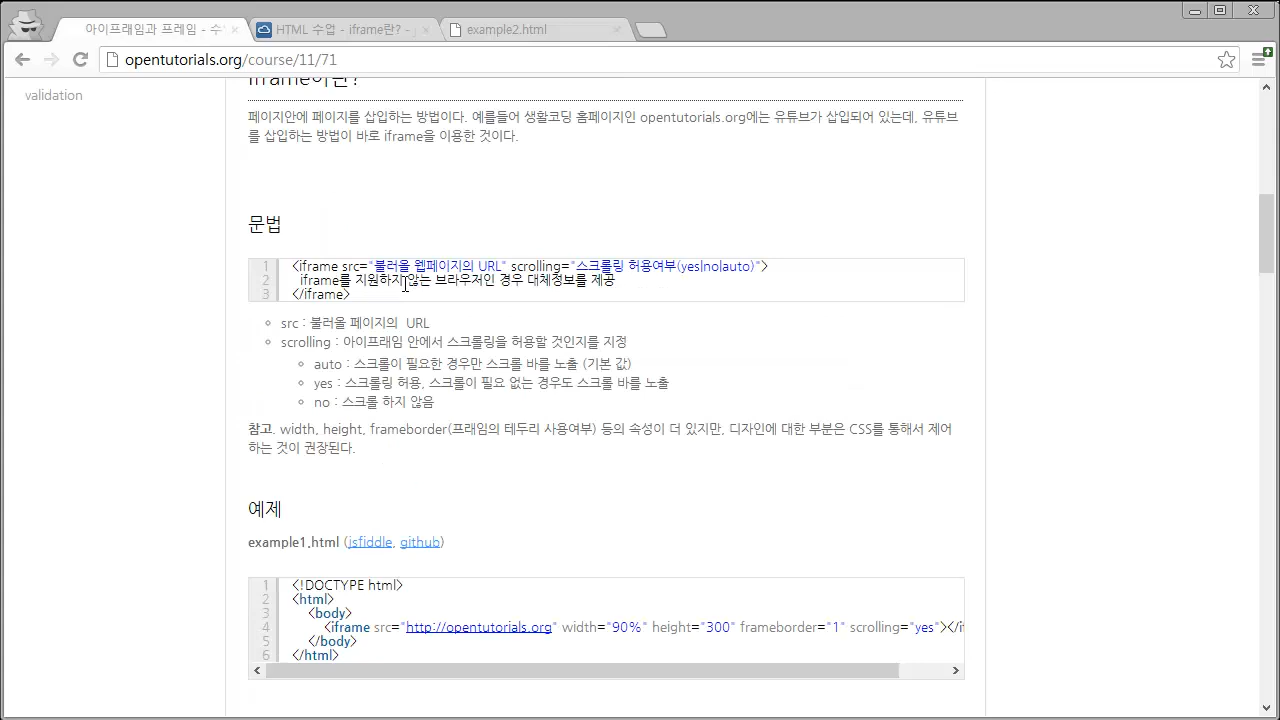 아이프래임과 프레임 - 수
HTML 수업 - iframe란? -
example2.html
opentutorials.org/course/11/71
validation
iframe이란?
페이지안에 페이지를 삽입하는 방법이다. 예를들어 생활코딩 홈페이지인 opentutorials.org에는 유튜브가 삽입되어 있는데, 유튜브
를 삽입하는 방법이 바로 iframe을 이용한 것이다.
문법
1 <iframe src="불러올 웹페이지의 URL" scrolling="스크롤링 허용여부(yes|no|auto)">
2 iframe를 지원하지않는 브라우저인 경우 대체정보를 제공
3 </iframe>
src : 불러올 페이지의 URL
scrolling : 아이프래임 안에서 스크롤링을 허용할 것인지를 지정
auto : 스크롤이 필요한 경우만 스크롤 바를 노출 (기본 값)
yes : 스크롤링 허용, 스크롤이 필요 없는 경우도 스크롤 바를 노출
no : 스크롤 하지 않음
참고. width, height, frameborder(프래임의 테두리 사용여부) 등의 속성이 더 있지만, 디자인에 대한 부분은 CSS를 통해서 제어
하는 것이 권장된다.
예제
example1.html (jsfiddle, github)
1 <!DOCTYPE html>
2 <html>
3 <body>
4 <iframe src="http://opentutorials.org" width="90%" height="300" frameborder="1" scrolling="yes"></i
5 </body>
6 </html>